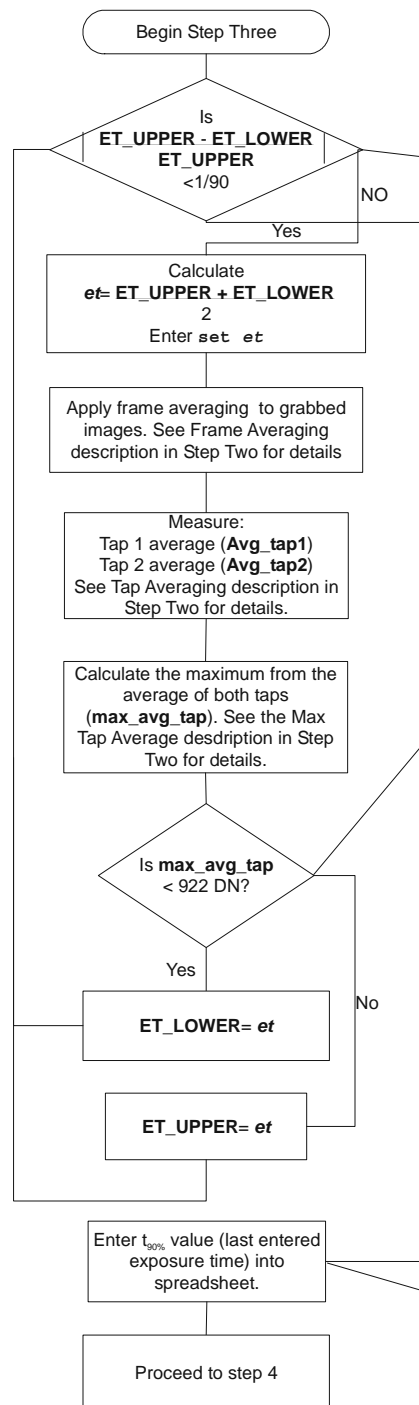 Begin Step Three
Is
ET_UPPER - ET_LOWER
ET_UPPER
<1/90
NO
Yes
Calculate
et= ET_UPPER + ET_LOWER
2
Enter set et
Apply frame averaging to grabbed
images. See Frame Averaging
description in Step Two for details
Measure:
Tap 1 average (Avg_tap1)
Tap 2 average (Avg_tap2)
See Tap Averaging description in
Step Two for details.
Calculate the maximum from the
average of both taps
(max_avg_tap). See the Max
Tap Average desdription in Step
Two for details.
Is max_avg_tap
< 922 DN?
Yes
No
ET_LOWER= et
ET_UPPER= et
Enter t90% value (last entered
exposure time) into
spreadsheet.
Proceed to step 4